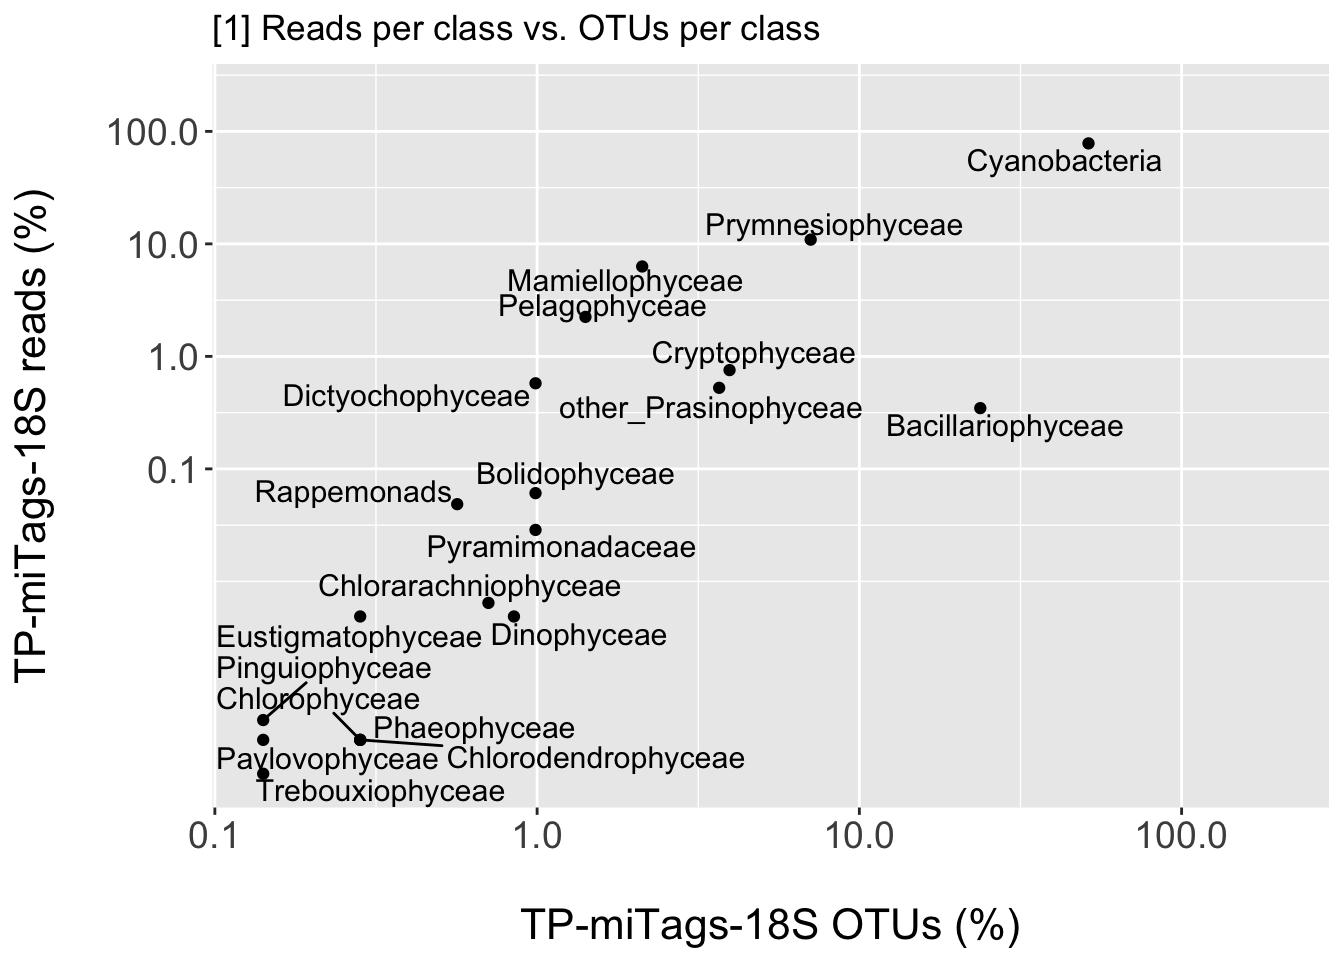 [1] Reads per class vs. OTUs per class
TP-miTags-18S reads (%)
100.0
10.0
1.0
0.1
Cyanobacteria
Prymnesiophyceae
Mamiellophyceae
Pelagophyceae
Cryptophyceae
Dictyochophyceae
other_Prasinophyceae
Bacillariophyceae
Bolidophyceae
Rappemonads
Pyramimonadaceae
Chlorarachniophyceae
Eustigmatophyceae
Dinophyceae
Pinguiophyceae
Chlorophyceae
Phaeophyceae
Pavlovophyceae
Chlorodendrophyceae
Trebouxiophyceae
0.1
1.0
10.0
100.0
TP-miTags-18S OTUs (%)